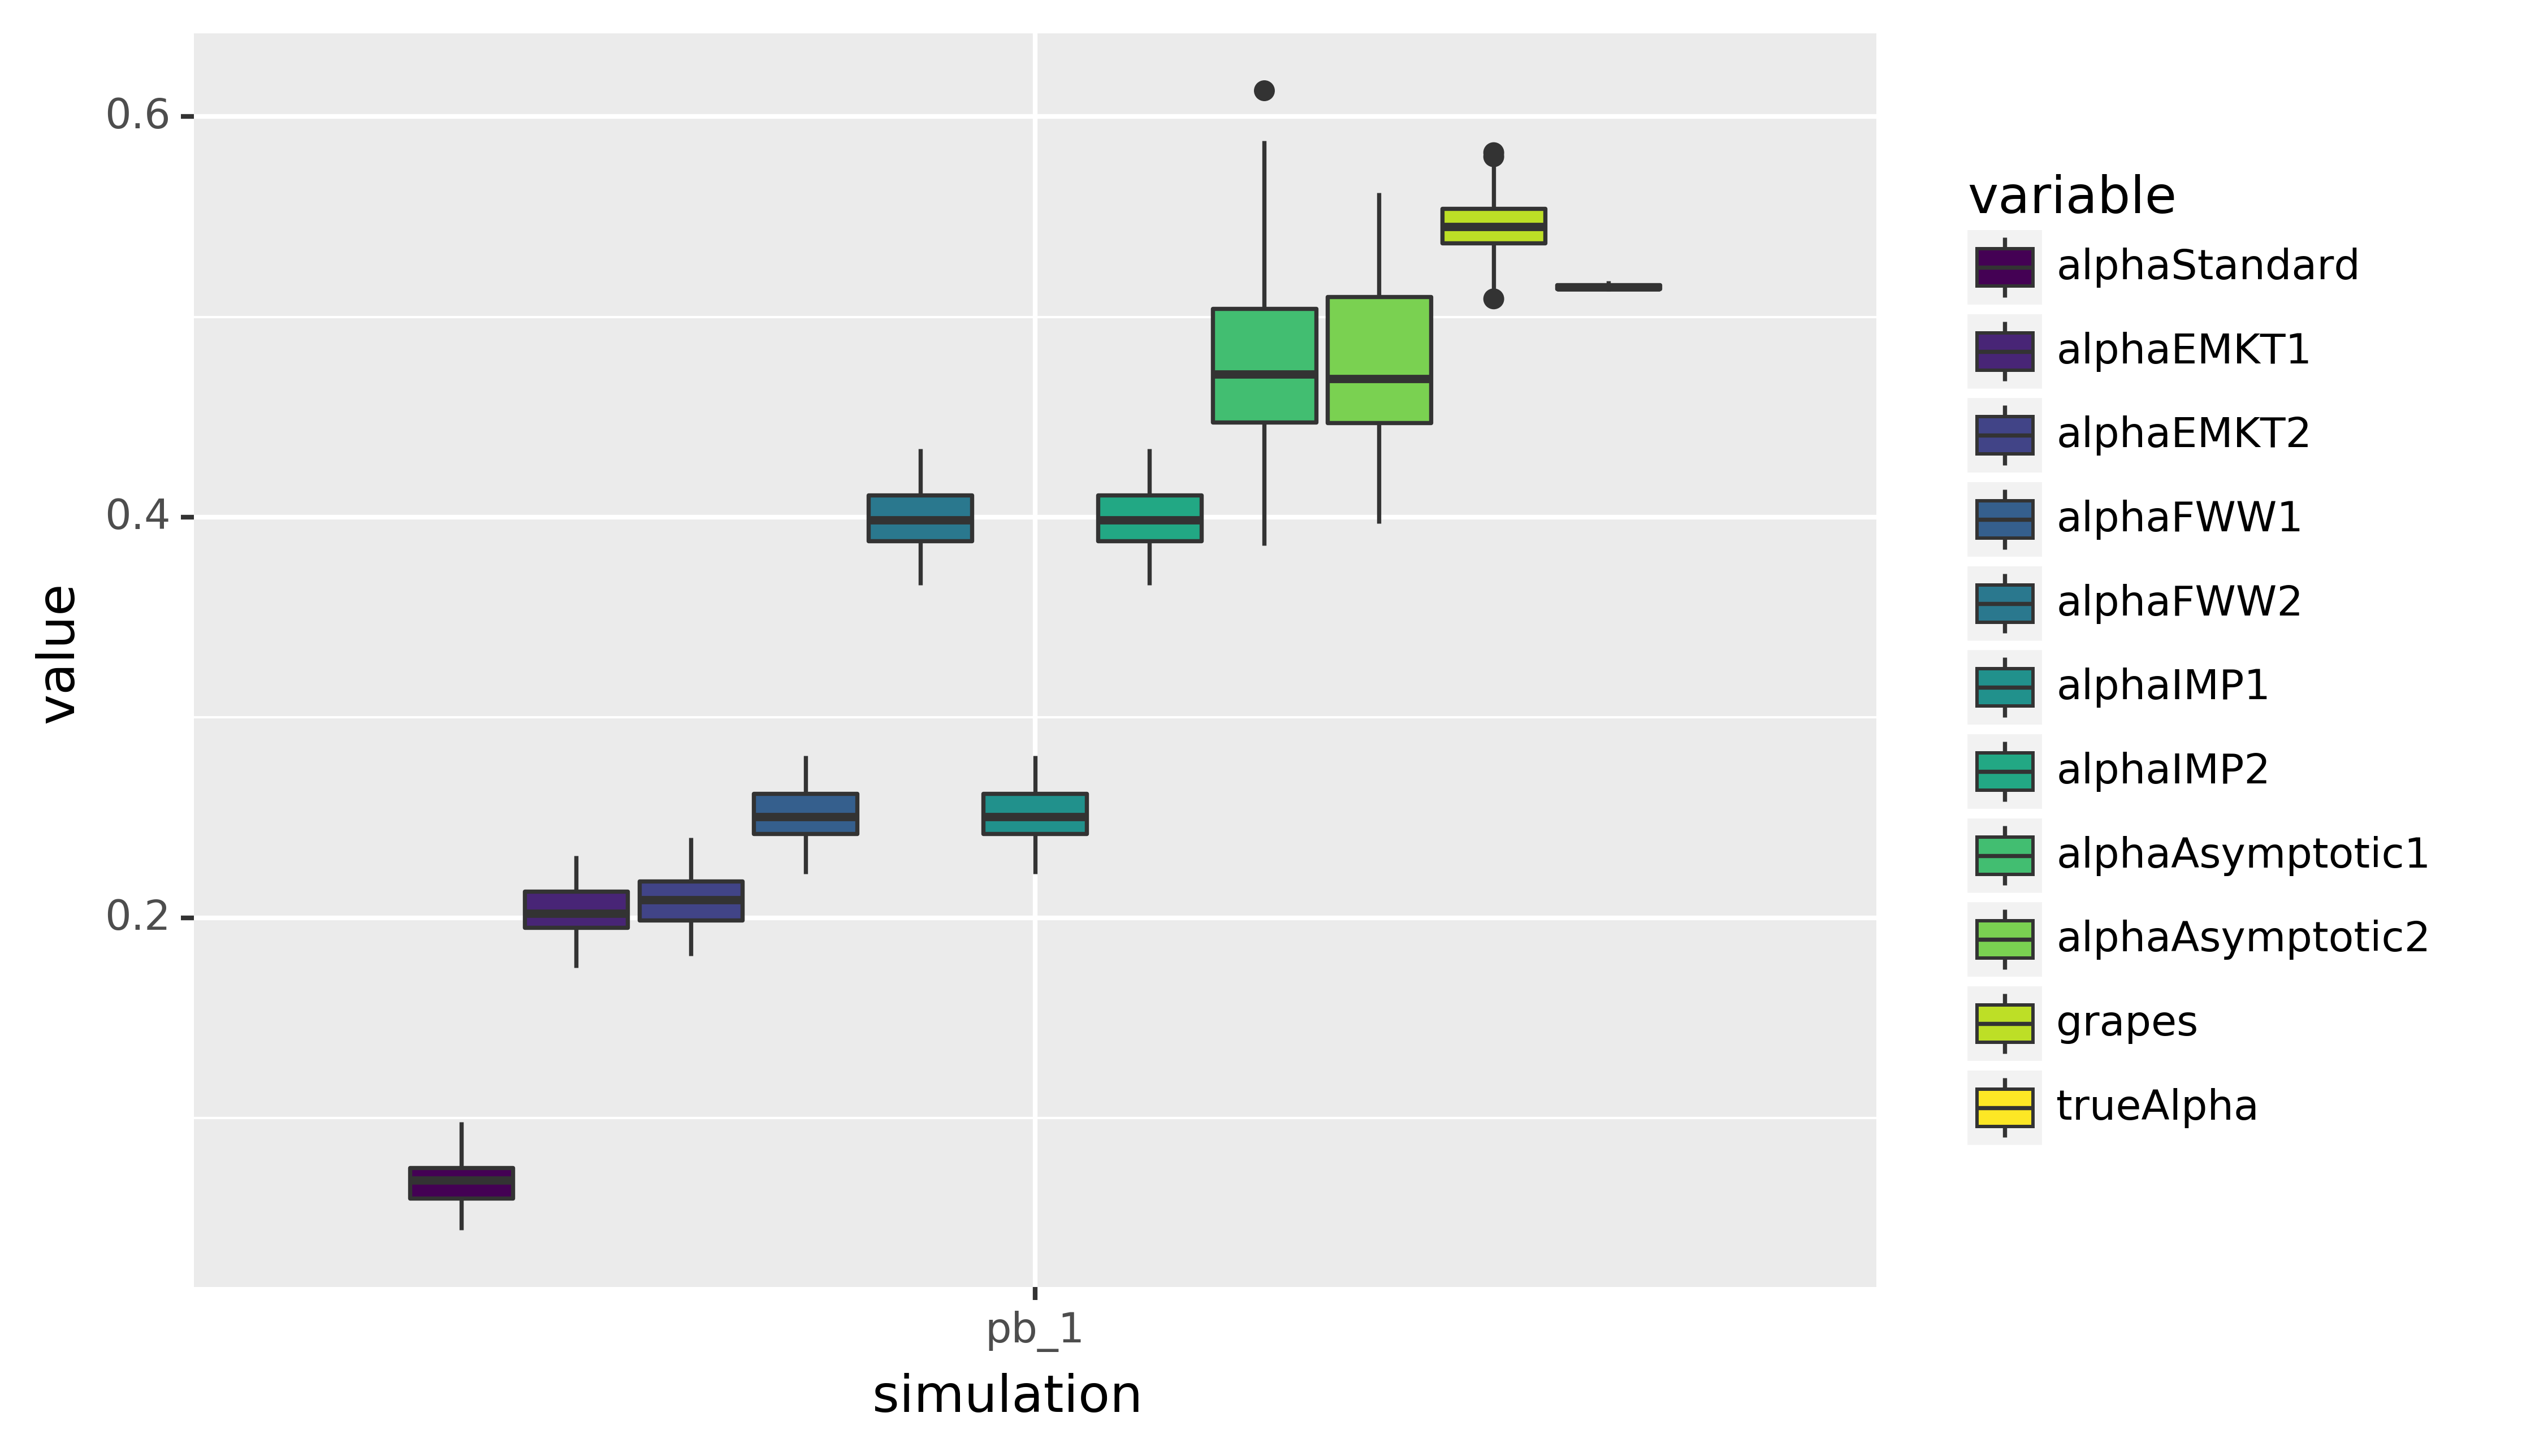 value
0.6
0.4
0.2
pb_1
simulation
variable
alphaStandard
alphaEMKT1
alphaEMKT2
alphaFWW1
alphaFWW2
alphaIMP1
alphaIMP2
alphaAsymptotic1
alphaAsymptotic2
grapes
trueAlpha